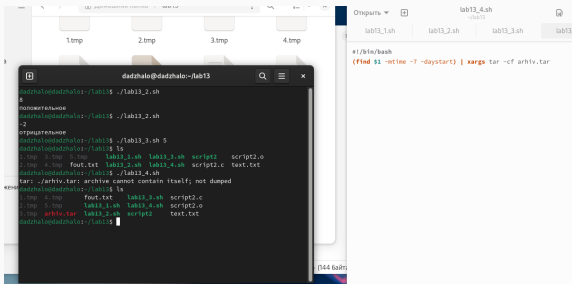 1.tmp 2.tmp 3.tmp 4.tmp
dadzhalo@dadzhalo:~/lab13
dadzhalo@dadzhalo:~/lab13$ ./lab13_2.sh
8
положительное
dadzhalo@dadzhalo:~/lab13$ ./lab13_2.sh
-2
отрицательное
dadzhalo@dadzhalo:~/lab13$ ./lab13_3.sh 5
dadzhalo@dadzhalo:~/lab13$ ls
1.tmp 3.tmp 5.tmp lab13_1.sh lab13_3.sh script2 script2.o
2.tmp 4.tmp fout.txt lab13_2.sh lab13_4.sh script2.c text.txt
dadzhalo@dadzhalo:~/lab13$ ./lab13_4.sh
tar: ./arhiv.tar: archive cannot contain itself; not dumped
dadzhalo@dadzhalo:~/lab13$ ls
1.tmp 4.tmp fout.txt lab13_3.sh script2.c
2.tmp 5.tmp lab13_1.sh lab13_4.sh script2.o
3.tmp arhiv.tar lab13_2.sh script2 text.txt
dadzhalo@dadzhalo:~/lab13$
(144 байта
Открыть
lab13_4.sh
~/lab13
lab13_1.sh lab13_2.sh lab13_3.sh lab13
#!/bin/bash
(find $1 -mtime -7 -daystart) | xargs tar -cf arhiv.tar